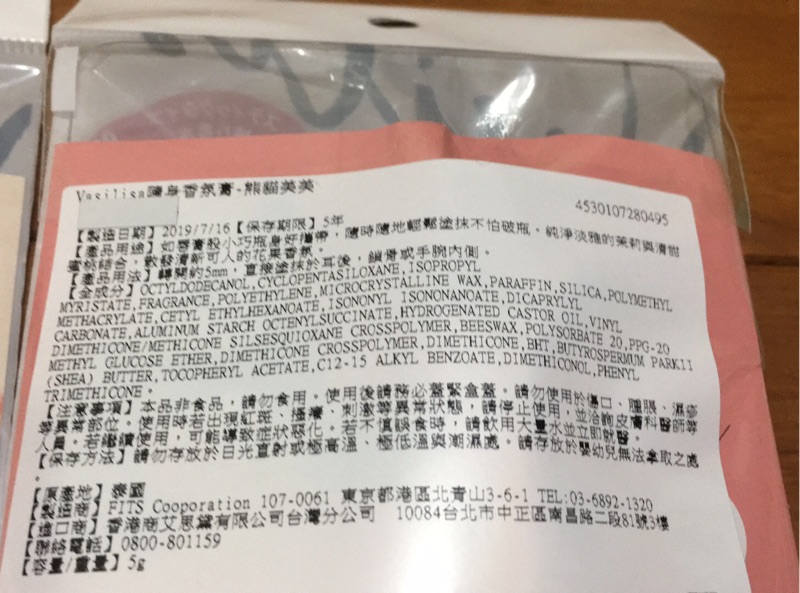 Vasilisa隨身香氛膏-熊貓美美
4530107280495
【製造日期】2019/7/16【保存期限】5年
【產品用途】如唇膏般小巧瓶身好攜帶，隨時隨地輕鬆塗抹不怕破瓶。純淨淡雅的茉莉與清甜
蜜桃結合，散發清新可人的花果香氛。
【產品用法】轉開約5mm，直接塗抹於耳後，鎖骨或手腕內側。
【全成分】OCTYLDODECANOL,CYCLOPENTASILOXANE,ISOPROPYL
MYRISTATE,FRAGRANCE,POLYETHYLENE,MICROCRYSTALLINE WAX,PARAFFIN,SILICA,POLYMETHYL
METHACRYLATE,CETYL ETHYLHEXANOATE,ISONONYL ISONONANOATE,DICAPRYLYL
CARBONATE,ALUMINUM STARCH OCTENYLSUCCINATE,HYDROGENATED CASTOR OIL,VINYL
DIMETHICONE/METHICONE SILSESQUIOXANE CROSSPOLYMER,BEESWAX,POLYSORBATE 20,PPG-20
METHYL GLUCOSE ETHER,DIMETHICONE CROSSPOLYMER,DIMETHICONE,BHT,BUTYROSPERMUM PARKII
(SHEA) BUTTER,TOCOPHERYL ACETATE,C12-15 ALKYL BENZOATE,DIMETHICONOL,PHENYL
TRIMETHICONE。
【注意事項】本品非食品，請勿食用。使用後請務必蓋緊盒蓋。請勿使用於傷口、腫脹、濕疹
等異常部位。使用時若出現紅斑、搔癢、刺激等異常狀態，請停止使用，並洽詢皮膚科醫師等
人員。若繼續使用，可能導致症狀惡化。若不慎誤食時，請飲用大量水並立即就醫。
【保存方法】請勿存放於日光直射或極高溫、極低溫與潮濕處。請存放於嬰幼兒無法拿取之處
。
【原產地】泰國
【製造商】FITS Cooporation 107-0061 東京都港區北青山3-6-1 TEL:03-6892-1320
【進口商】香港商艾思黛有限公司台灣分公司 10084台北市中正區南昌路二段81號3樓
【聯絡電話】0800-801159
【容量/重量】5g